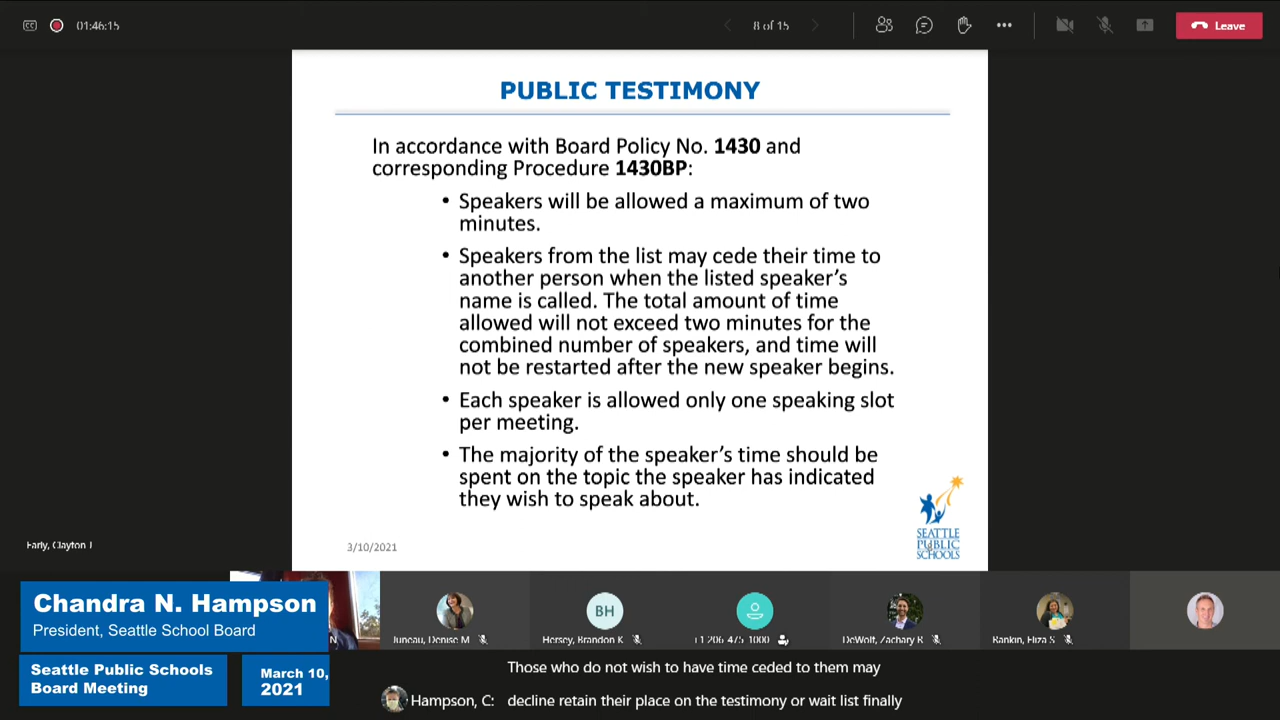 01:46:15
8 of 15
Leave
PUBLIC TESTIMONY
In accordance with Board Policy No. 1430 and
corresponding Procedure 1430BP:
• Speakers will be allowed a maximum of two
minutes.
• Speakers from the list may cede their time to
another person when the listed speaker's
name is called. The total amount of time
allowed will not exceed two minutes for the
combined number of speakers, and time will
not be restarted after the new speaker begins.
• Each speaker is allowed only one speaking slot
per meeting.
• The majority of the speaker's time should be
spent on the topic the speaker has indicated
they wish to speak about.
3/10/2021
SEATTLE
PUBLIC
SCHOOLS
Early, Clayton J
Chandra N. Hampson
President, Seattle School Board
Seattle Public Schools
Board Meeting
March 10,
2021
N
Juneau, Denise M
BH
Hersey, Brandon K
+1 206-475-1000
DeWolf, Zachary R
Rankin, Eliza S
Those who do not wish to have time ceded to them may
Hampson, C: decline retain their place on the testimony or wait list finally